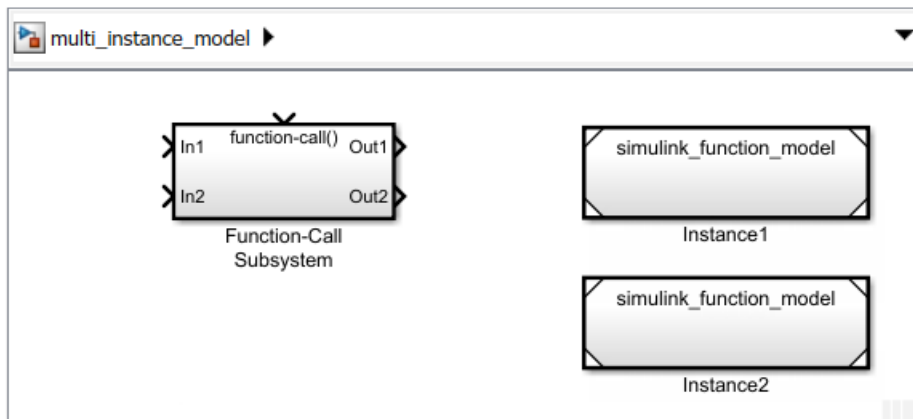 multi_instance_model
function-call()
In1
Out1
In2
Out2
Function-Call
Subsystem
simulink_function_model
Instance1
simulink_function_model
Instance2